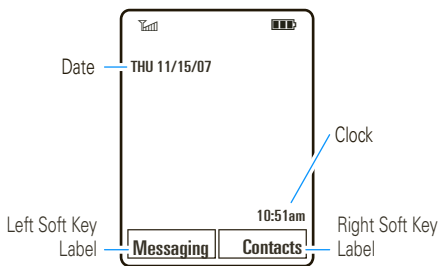 Date
THU 11/15/07
Clock
10:51am
Left Soft Key
Label
Messaging
Contacts
Right Soft Key
Label